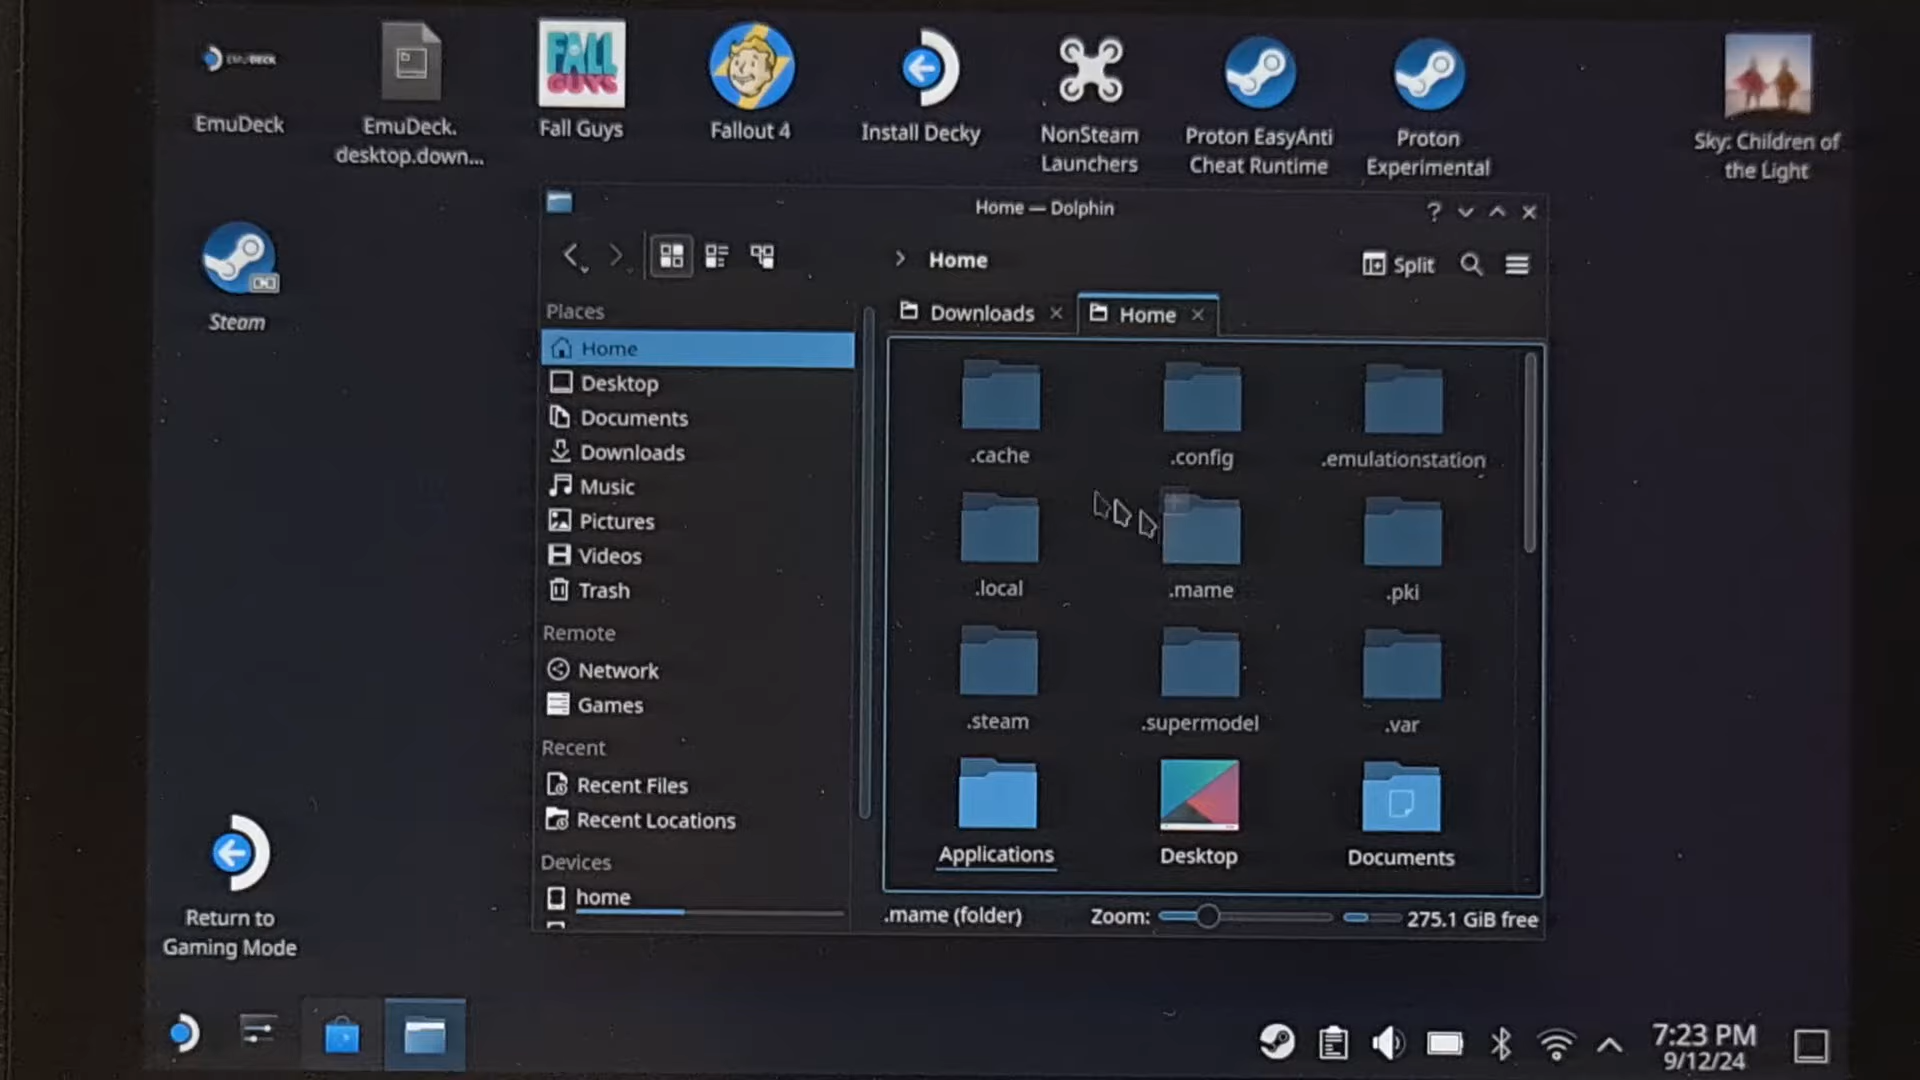 EMUDECK
EmuDeck
EmuDeck.
desktop.down...
FALL
GUYS
Fall Guys
Fallout 4
Install Decky
NonSteam
Launchers
Proton EasyAnti
Cheat Runtime
Proton
Experimental
Sky: Children of
the Light
Steam
Return to
Gaming Mode
Home — Dolphin
?
Home
Split
Downloads
Home
Places
Home
Desktop
Documents
Downloads
Music
Pictures
Videos
Trash
Remote
Network
Games
Recent
Recent Files
Recent Locations
Devices
home
.cache
.config
.emulationstation
.local
.mame
.pki
.steam
.supermodel
.var
Applications
Desktop
Documents
.mame (folder)
Zoom:
275.1 GiB free
7:23 PM
9/12/24